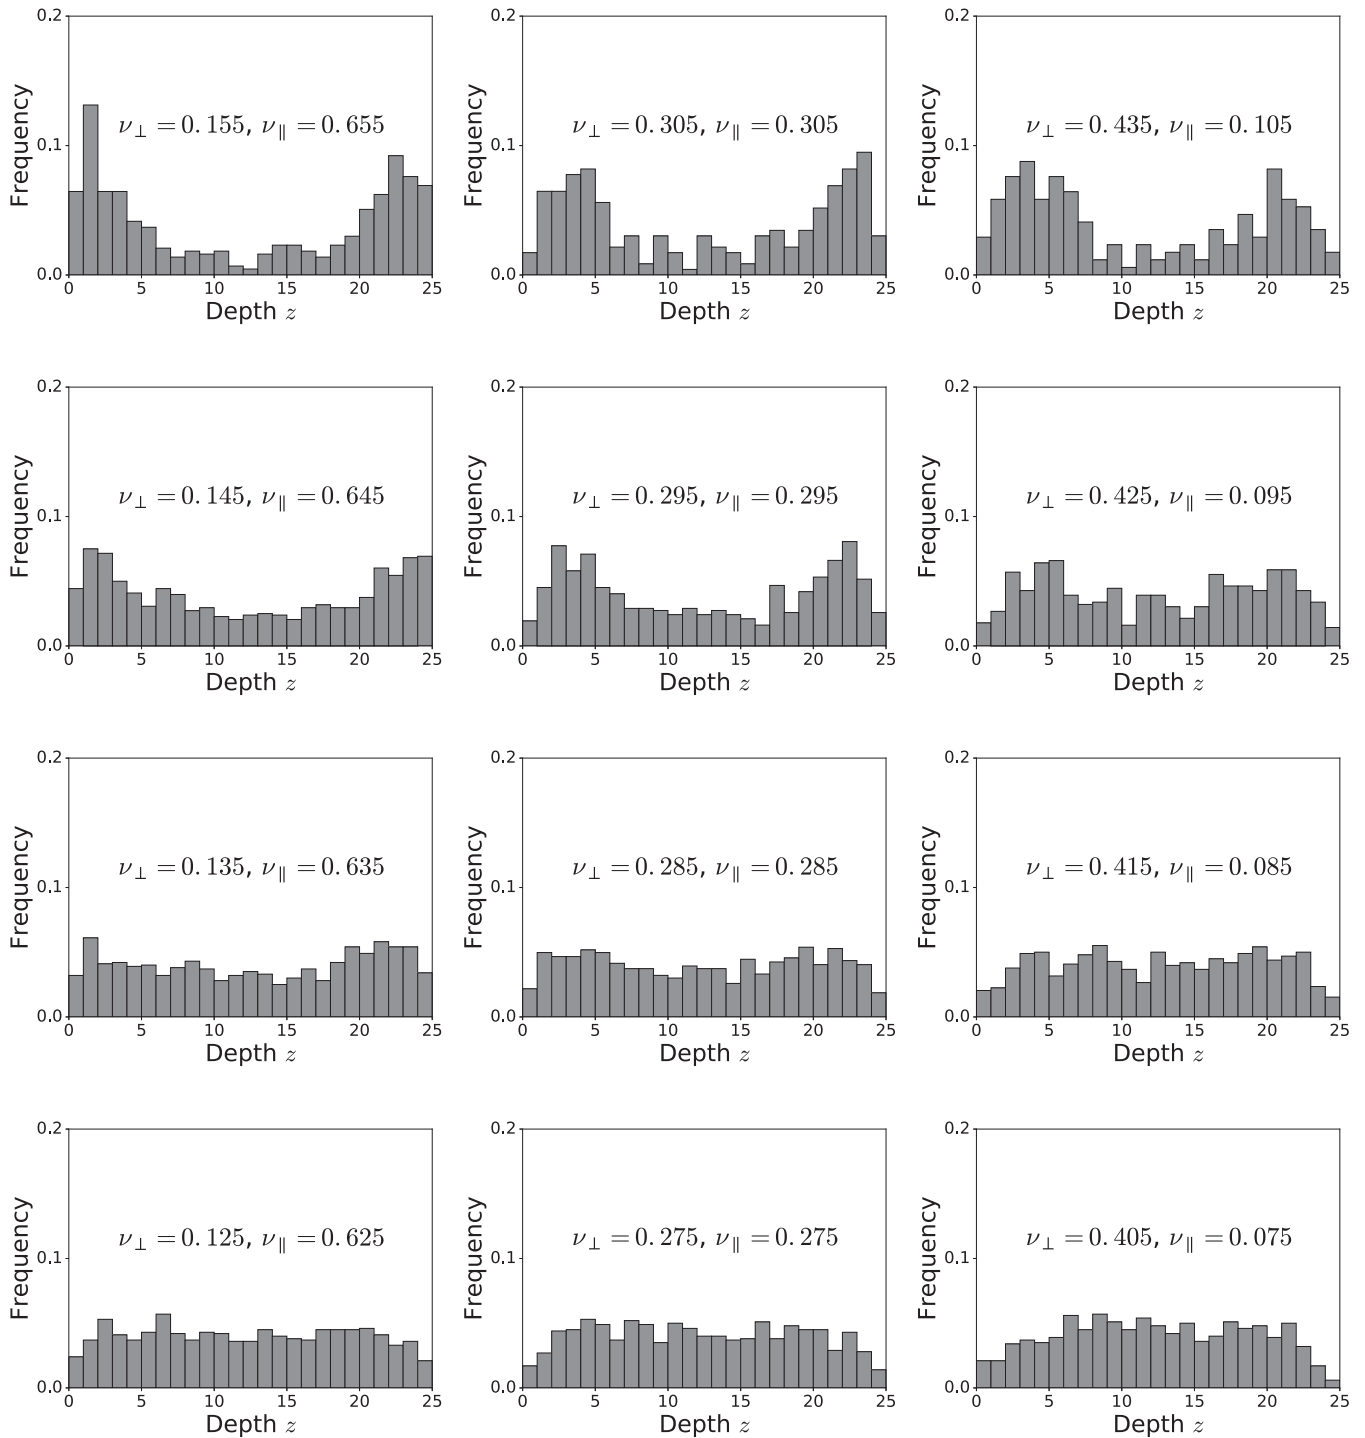 0.2
0.1
0.0
Frequency
ν⊥ = 0.155, ν∥ = 0.655
0 5 10 15 20 25
Depth z
0.2
0.1
0.0
Frequency
ν⊥ = 0.305, ν∥ = 0.305
0 5 10 15 20 25
Depth z
0.2
0.1
0.0
Frequency
ν⊥ = 0.435, ν∥ = 0.105
0 5 10 15 20 25
Depth z
0.2
0.1
0.0
Frequency
ν⊥ = 0.145, ν∥ = 0.645
0 5 10 15 20 25
Depth z
0.2
0.1
0.0
Frequency
ν⊥ = 0.295, ν∥ = 0.295
0 5 10 15 20 25
Depth z
0.2
0.1
0.0
Frequency
ν⊥ = 0.425, ν∥ = 0.095
0 5 10 15 20 25
Depth z
0.2
0.1
0.0
Frequency
ν⊥ = 0.135, ν∥ = 0.635
0 5 10 15 20 25
Depth z
0.2
0.1
0.0
Frequency
ν⊥ = 0.285, ν∥ = 0.285
0 5 10 15 20 25
Depth z
0.2
0.1
0.0
Frequency
ν⊥ = 0.415, ν∥ = 0.085
0 5 10 15 20 25
Depth z
0.2
0.1
0.0
Frequency
ν⊥ = 0.125, ν∥ = 0.625
0 5 10 15 20 25
Depth z
0.2
0.1
0.0
Frequency
ν⊥ = 0.275, ν∥ = 0.275
0 5 10 15 20 25
Depth z
0.2
0.1
0.0
Frequency
ν⊥ = 0.405, ν∥ = 0.075
0 5 10 15 20 25
Depth z